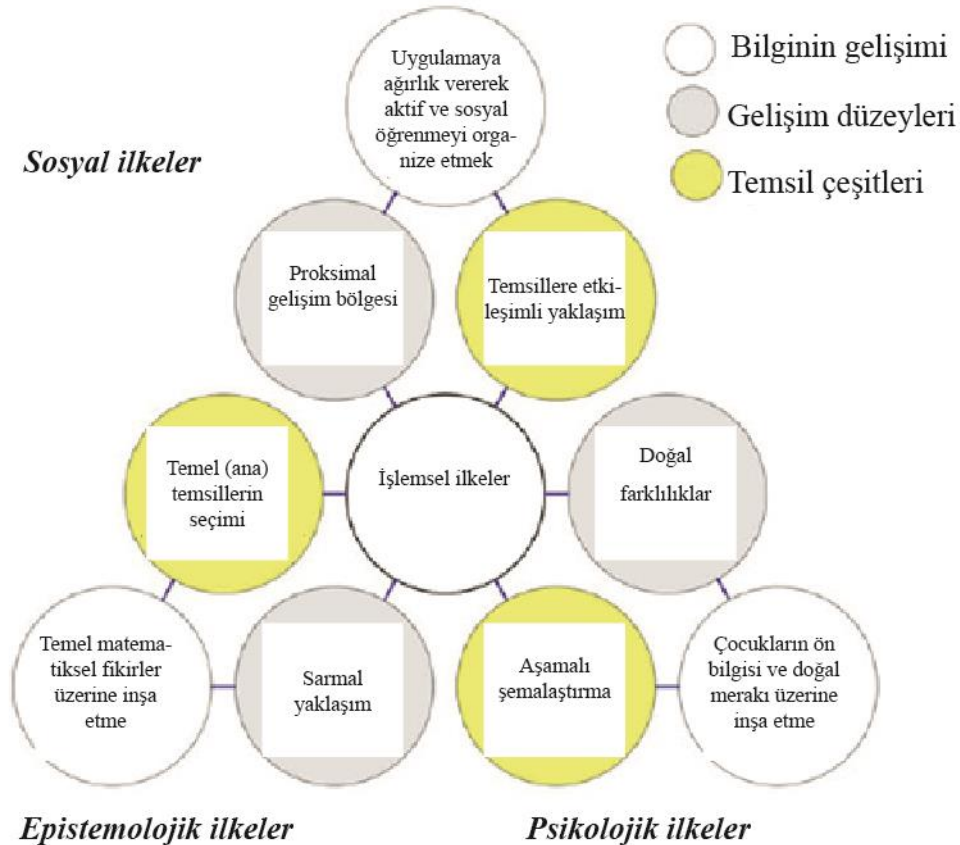 Uygulamaya
ağırlık vererek
aktif ve sosyal
öğrenmeyi orga-
nize etmek
Bilginin gelişimi
Gelişim düzeyleri
Temsil çeşitleri
Sosyal ilkeler
Proksimal
gelişim bölgesi
Temsillere etki-
leşimli yaklaşım
Temel (ana)
temsillerin
seçimi
İşlemsel ilkeler
Doğal
farklılıklar
Temel matema-
tiksel fikirler
üzerine inşa
etme
Sarmal
yaklaşım
Aşamalı
şemalaştırma
Çocukların ön
bilgisi ve doğal
merakı üzerine
inşa etme
Epistemolojik ilkeler
Psikolojik ilkeler